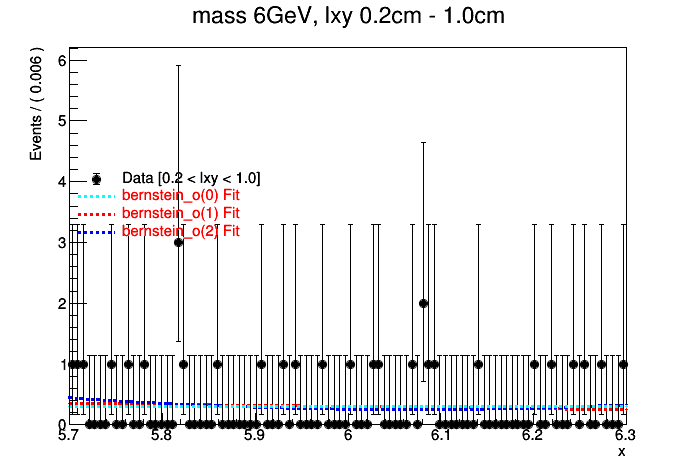 mass 6GeV, lxy 0.2cm - 1.0cm
Events / ( 0.006 )
6
5
4
3
2
1
0
Data [0.2 < lxy < 1.0]
bernstein_o(0) Fit
bernstein_o(1) Fit
bernstein_o(2) Fit
5.7 5.8 5.9 6 6.1 6.2 6.3
x